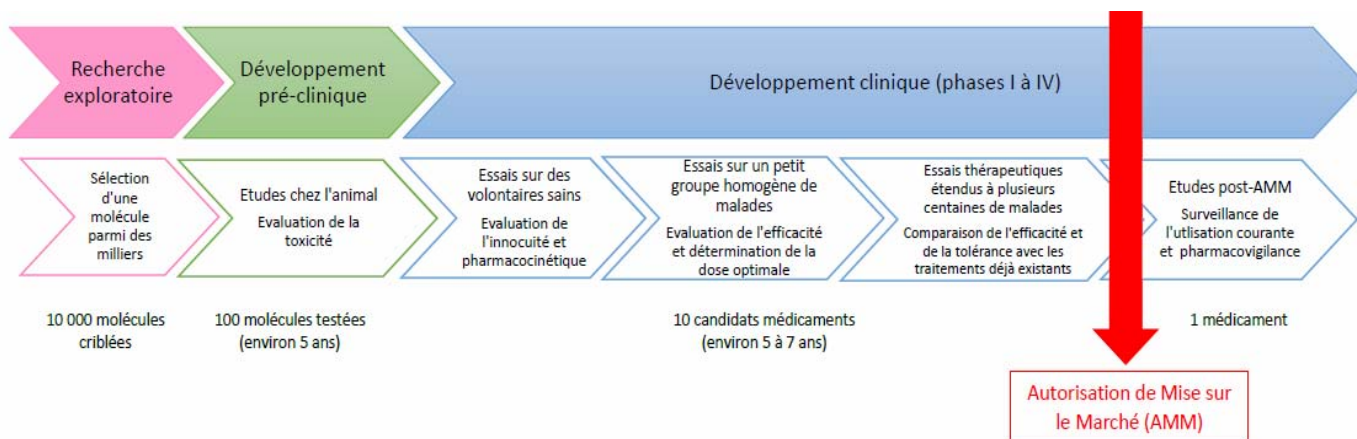 Recherche
exploratoire
Développement
pré-clinique
Développement clinique (phases I à IV)
Sélection
d'une
molécule
parmi des
milliers
Etudes chez l'animal
Evaluation de la
toxicité
Essais sur des
volontaires sains
Evaluation de
l'innocuité et
pharmacocinétique
Essais sur un petit
groupe homogène de
malades
Evaluation de l'efficacité
et détermination de la
dose optimale
Essais thérapeutiques
étendus à plusieurs
centaines de malades
Comparaison de l'efficacité et
de la tolérance avec les
traitements déjà existants
Etudes post-AMM
Surveillance de
l'utlisation courante
et pharmacovigilance
10 000 molécules
criblées
100 molécules testées
(environ 5 ans)
10 candidats médicaments
(environ 5 à 7 ans)
1 médicament
Autorisation de Mise sur
le Marché (AMM)